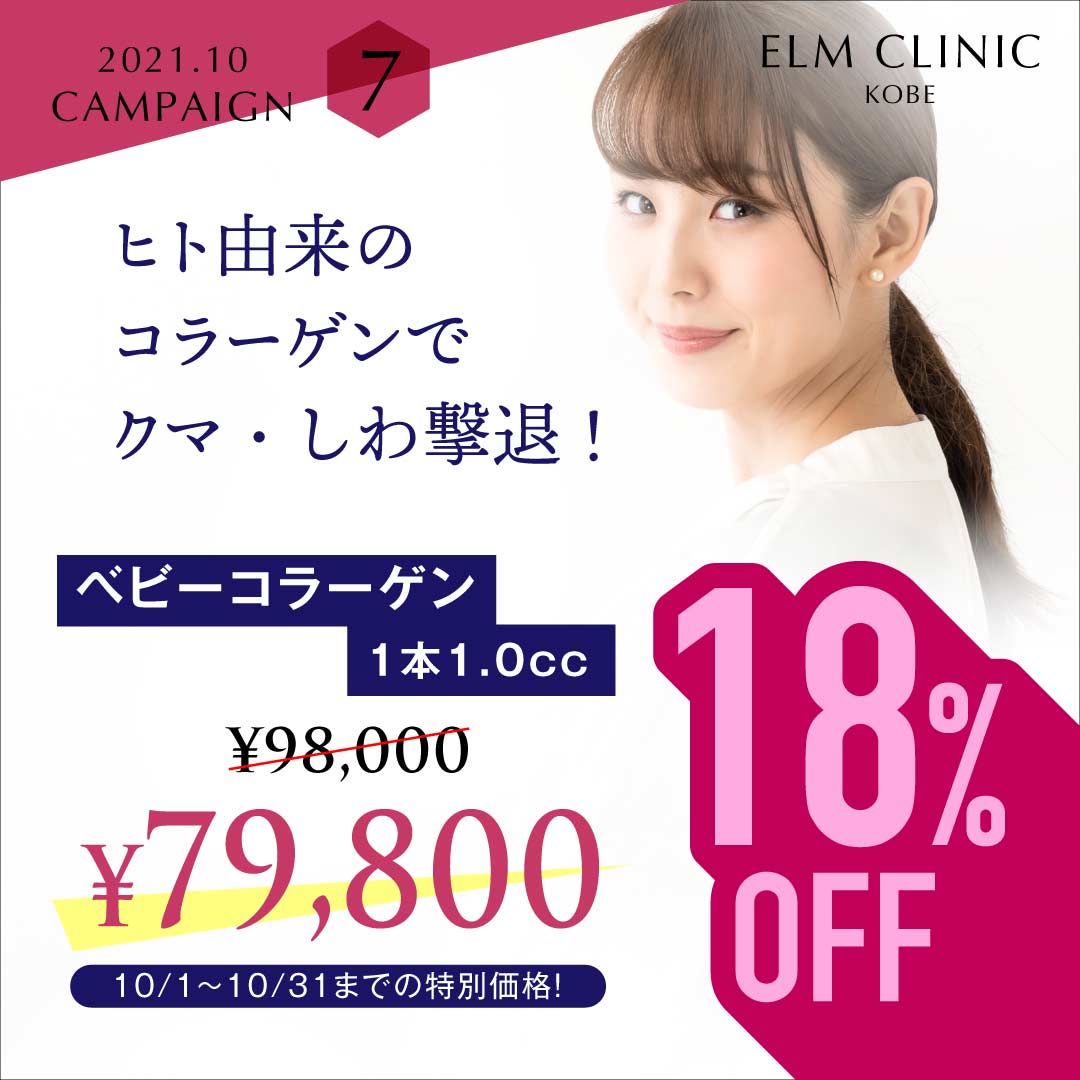 2021.10
CAMPAIGN
7
ELM CLINIC
KOBE
ヒト由来の
コラーゲンで
クマ・しわ撃退！
ベビーコラーゲン
1本1.0cc
¥98,000
¥79,800
10/1〜10/31までの特別価格!
18%
OFF